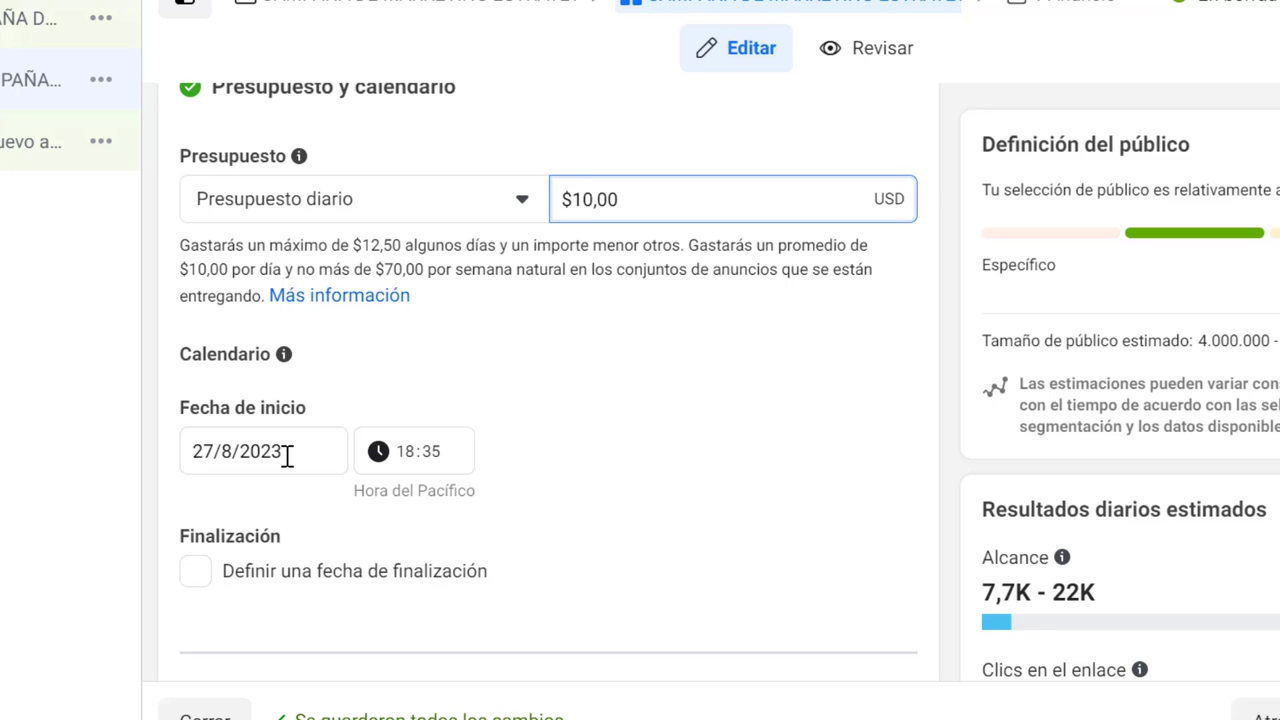 ÑA D...
Editar
Revisar
PAÑA...
Presupuesto y calendario
uevo a...
Definición del público
Presupuesto
Tu selección de público es relativamente a
Presupuesto diario
$10,00
USD
Gastarás un máximo de $12,50 algunos días y un importe menor otros. Gastarás un promedio de
$10,00 por día y no más de $70,00 por semana natural en los conjuntos de anuncios que se están
entregando. Más información
Específico
Tamaño de público estimado: 4.000.000 -
Calendario
Las estimaciones pueden variar con
con el tiempo de acuerdo con las sel
segmentación y los datos disponible
Fecha de inicio
27/8/2023
18:35
Hora del Pacífico
Resultados diarios estimados
Finalización
Alcance
Definir una fecha de finalización
7,7K - 22K
Clics en el enlace
Cerrar
Se guardaron todos los cambios